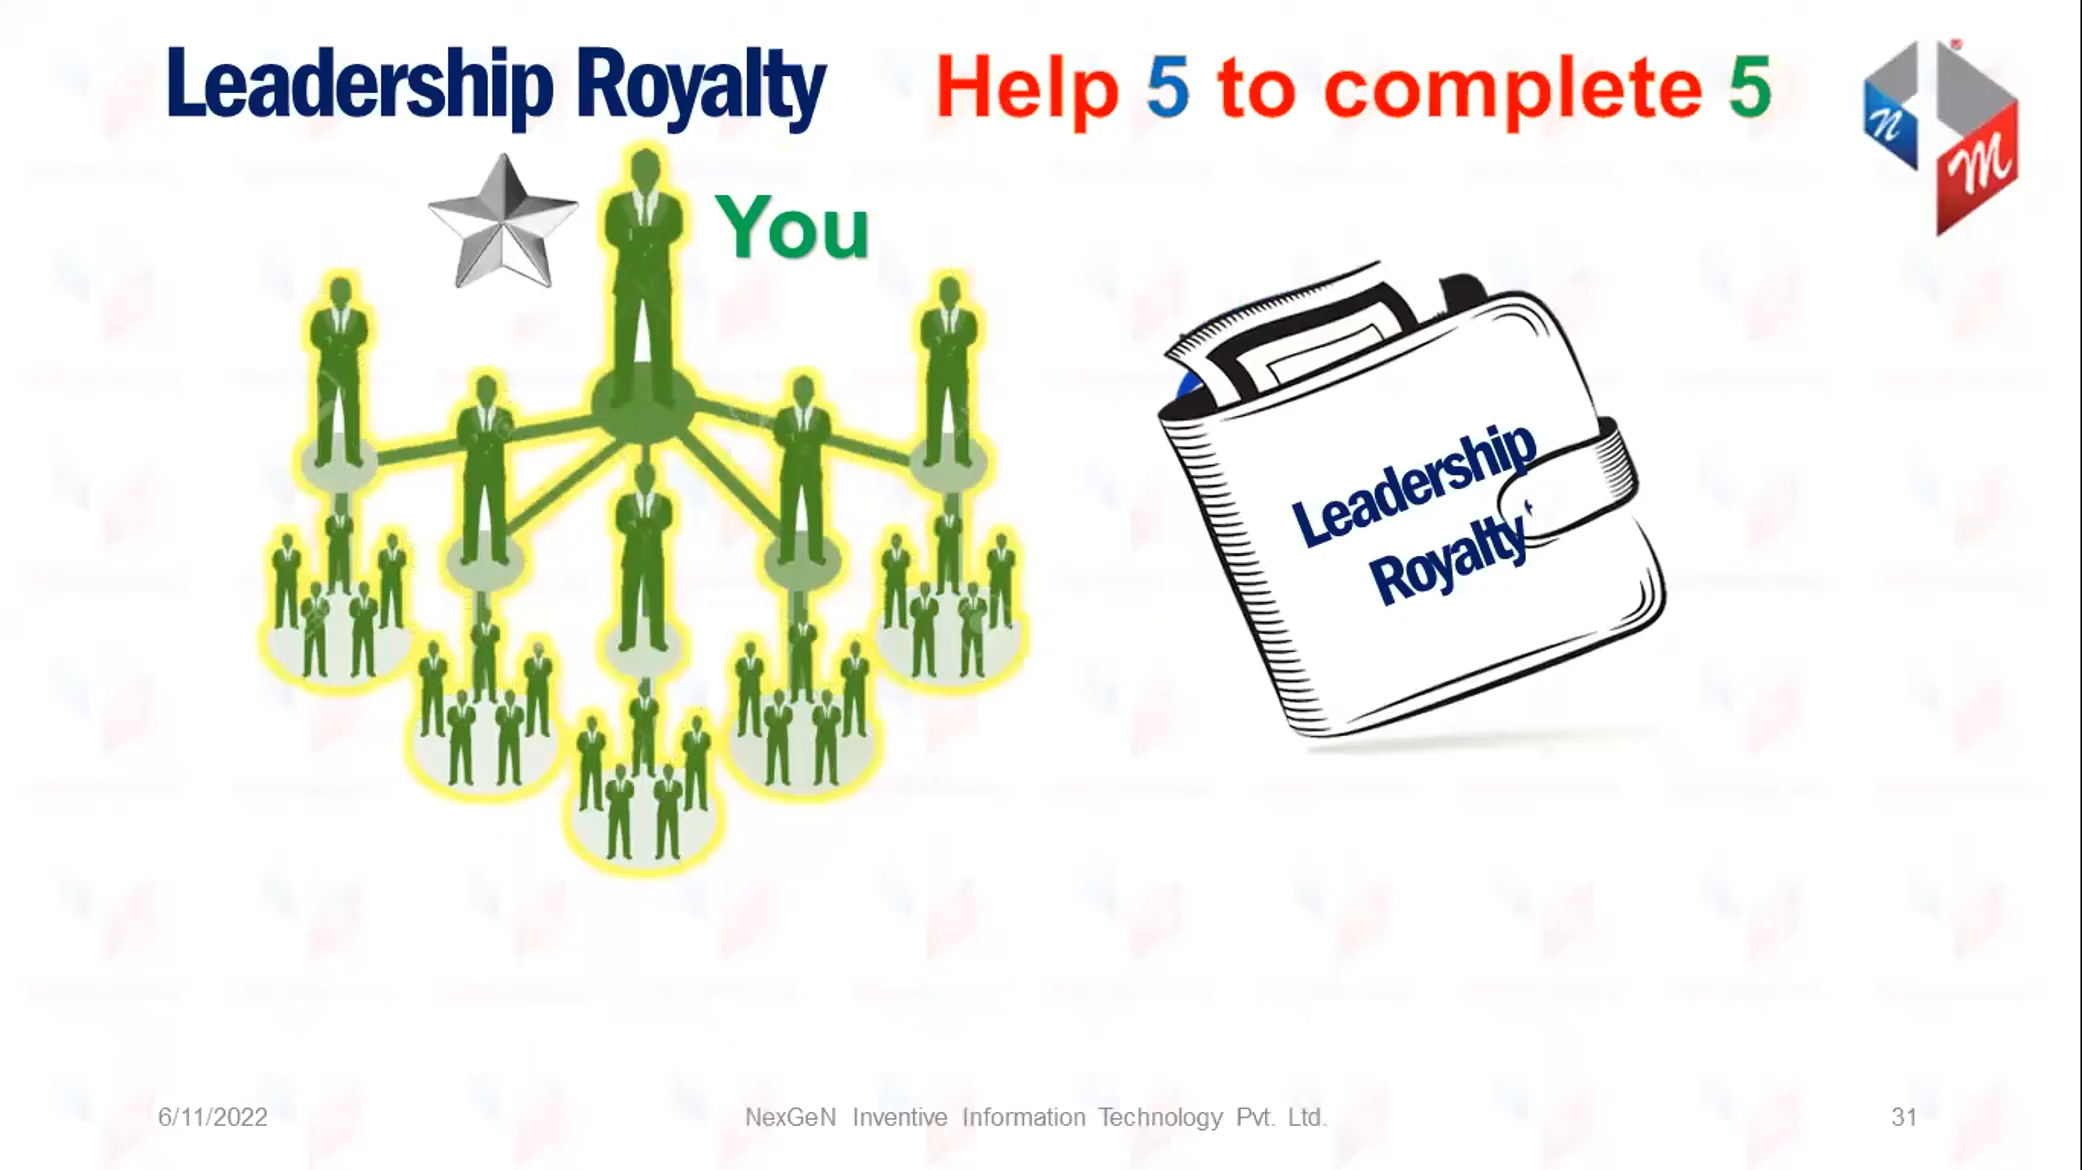 Leadership Royalty
Help 5 to complete 5
n
M
®
You
Leadership
Royalty
6/11/2022
NexGeN Inventive Information Technology Pvt. Ltd.
31